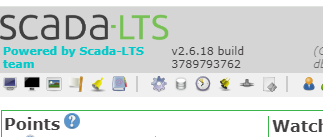 SCADA-LTS
Powered by Scada-LTS team
v2.6.18 build 3789793762
Points
Watch